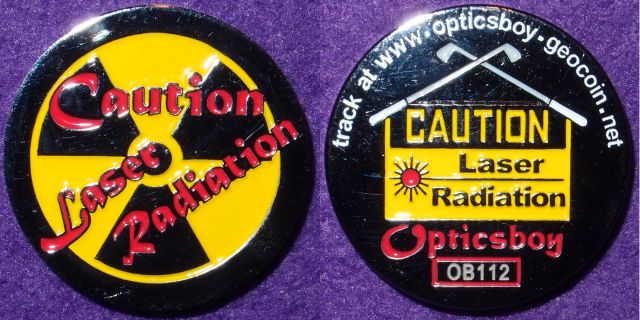 Caution
Laser
Radiation
track at www.opticsboy.geocoin.net
CAUTION
Laser
Radiation
Opticsboy
OB112